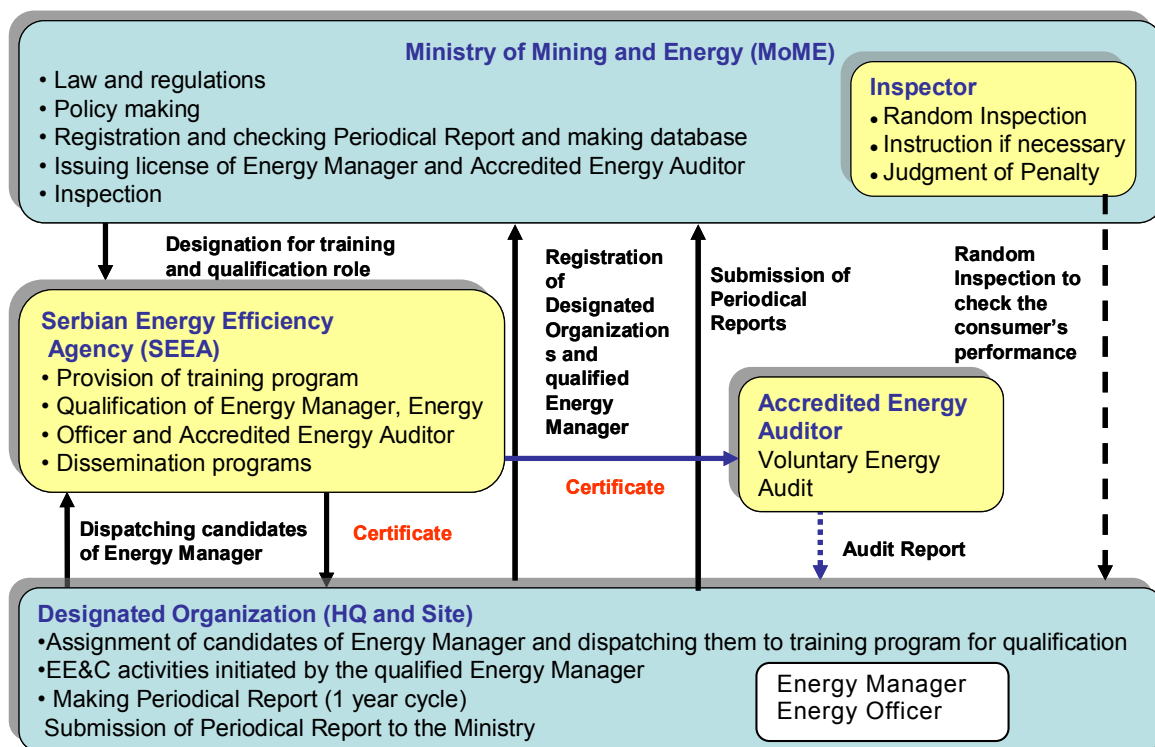 Ministry of Mining and Energy (MoME)
• Law and regulations
• Policy making
• Registration and checking Periodical Report and making database
• Issuing license of Energy Manager and Accredited Energy Auditor
• Inspection
Inspector
• Random Inspection
• Instruction if necessary
• Judgment of Penalty
Designation for training
and qualification role
Registration
of
Designated
Organization
s and
qualified
Energy
Manager
Submission of
Periodical
Reports
Random
Inspection to
check the
consumer’s
performance
Serbian Energy Efficiency
Agency (SEEA)
• Provision of training program
• Qualification of Energy Manager, Energy
• Officer and Accredited Energy Auditor
• Dissemination programs
Accredited Energy
Auditor
Voluntary Energy
Audit
Certificate
Dispatching candidates
of Energy Manager
Certificate
Audit Report
Designated Organization (HQ and Site)
•Assignment of candidates of Energy Manager and dispatching them to training program for qualification
•EE&C activities initiated by the qualified Energy Manager
• Making Periodical Report (1 year cycle)
Submission of Periodical Report to the Ministry
Energy Manager
Energy Officer